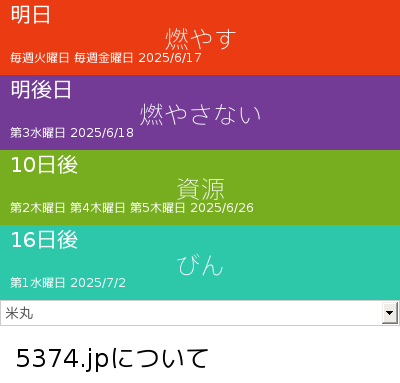 明日
燃やす
毎週火曜日 毎週金曜日 2025/6/17
明後日
燃やさない
第3水曜日 2025/6/18
10日後
資源
第2木曜日 第4木曜日 第5木曜日 2025/6/26
16日後
びん
第1水曜日 2025/7/2
米丸
5374.jpについて